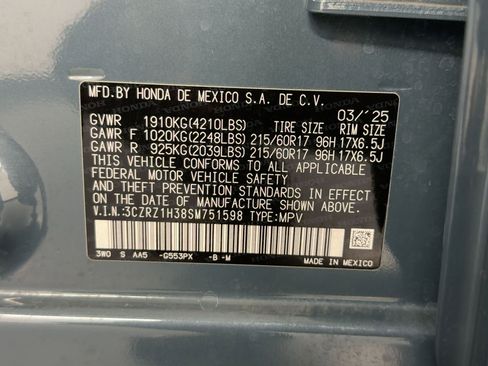 MFD. BY HONDA DE MEXICO S.A. DE C.V.
03/'25
GVWR 1910KG(4210LBS) TIRE SIZE RIM SIZE
GAWR F 1020KG(2248LBS) 215/60R17 96H 17X6.5J
GAWR R 925KG(2039LBS) 215/60R17 96H 17X6.5J
THIS VEHICLE CONFORMS TO ALL APPLICABLE
FEDERAL MOTOR VEHICLE SAFETY, BUMPER,
AND THEFT PREVENTION STANDARDS IN EFFECT
ON THE DATE OF MANUFACTURE SHOWN ABOVE.
V.I.N.:3CZRZ1H38SM751598 TYPE:MPV
3W0 S AA5 -G553PX -B -M
MADE IN MEXICO